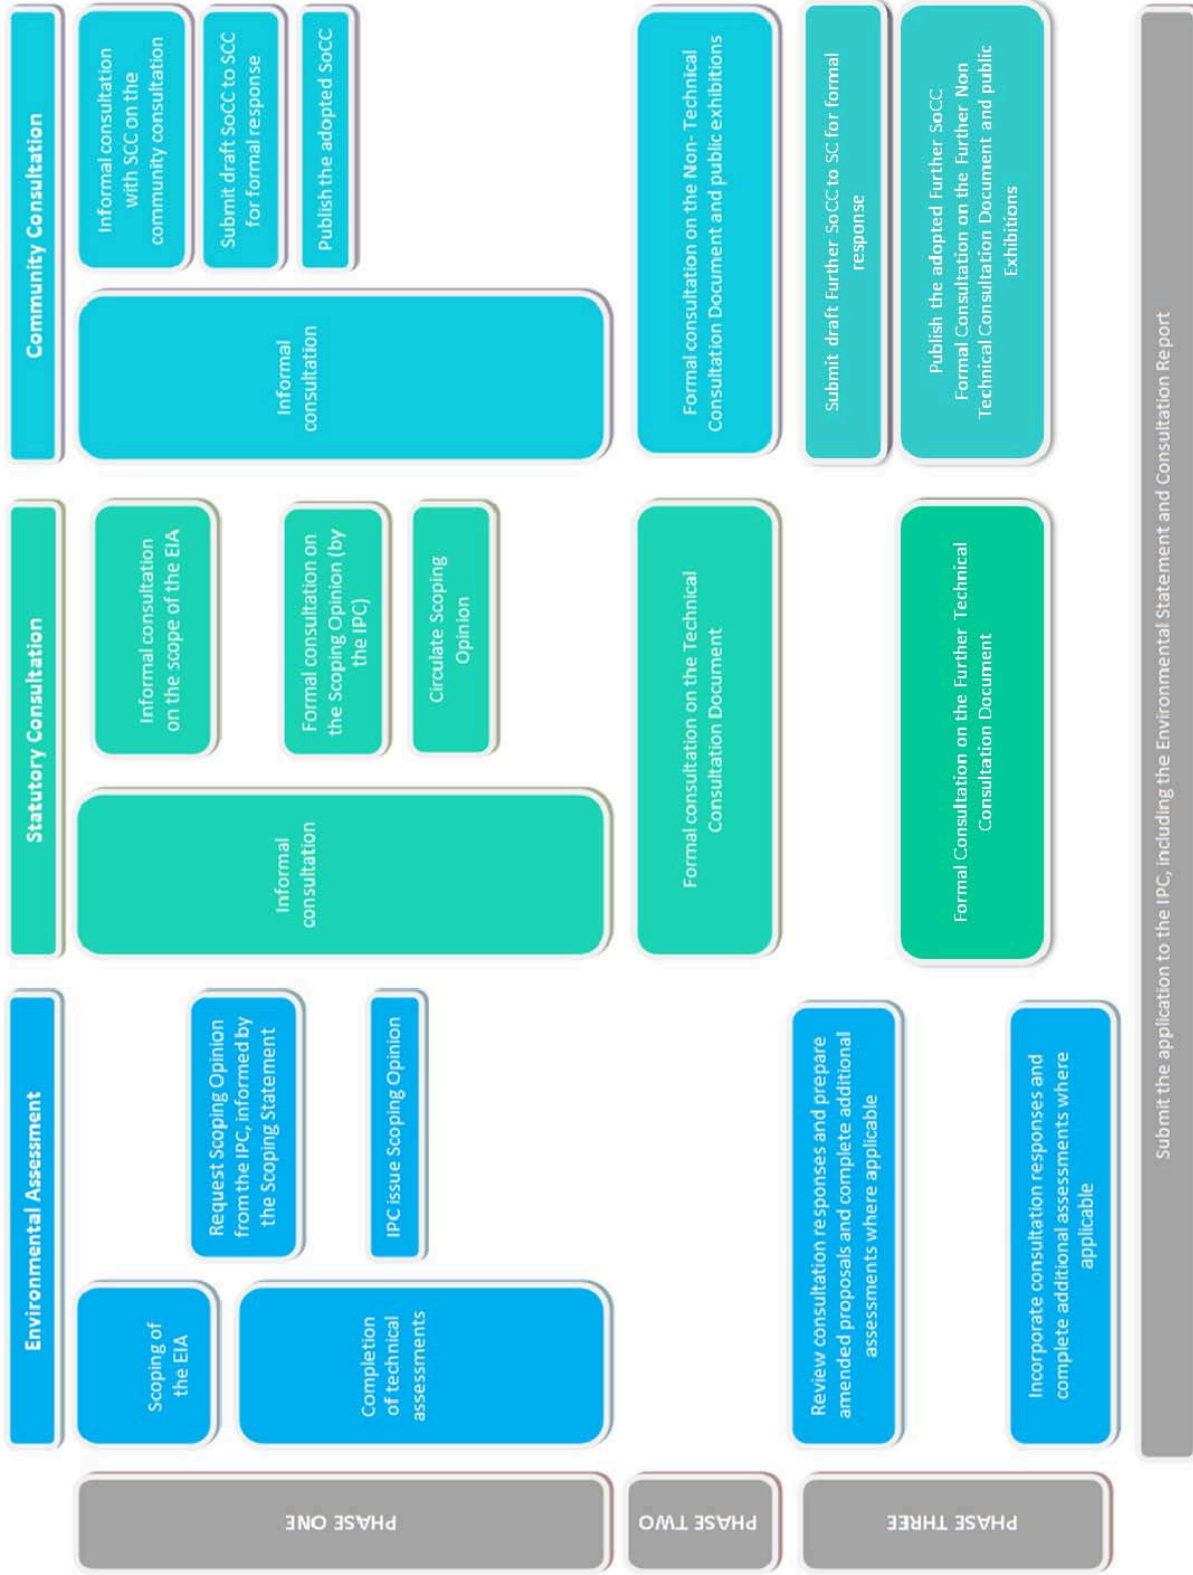 Environmental Assessment
Statutory Consultation
Community Consultation
PHASE ONE
Scoping of
the EIA
Request Scoping Opinion
from the IPC, informed by
the Scoping Statement
Completion
of technical
assessments
IPC issue Scoping Opinion
Informal
consultation
Informal consultation
on the scope of the EIA
Formal consultation on
the Scoping Opinion (by
the IPC)
Circulate Scoping
Opinion
Informal
consultation
Informal consultation
with SCC on the
community consultation
Submit draft SoCC to SCC
for formal response
Publish the adopted SoCC
PHASE TWO
Formal consultation on the Technical
Consultation Document
Formal consultation on the Non- Technical
Consultation Document and public exhibitions
PHASE THREE
Review consultation responses and prepare
amended proposals and complete additional
assessments where applicable
Submit draft Further SoCC to SC for formal
response
Formal Consultation on the Further Technical
Consultation Document
Publish the adopted Further SoCC
Formal Consultation on the Further Non
Technical Consultation Document and public
Exhibitions
Incorporate consultation responses and
complete additional assessments where
applicable
Submit the application to the IPC, including the Environmental Statement and Consultation Report